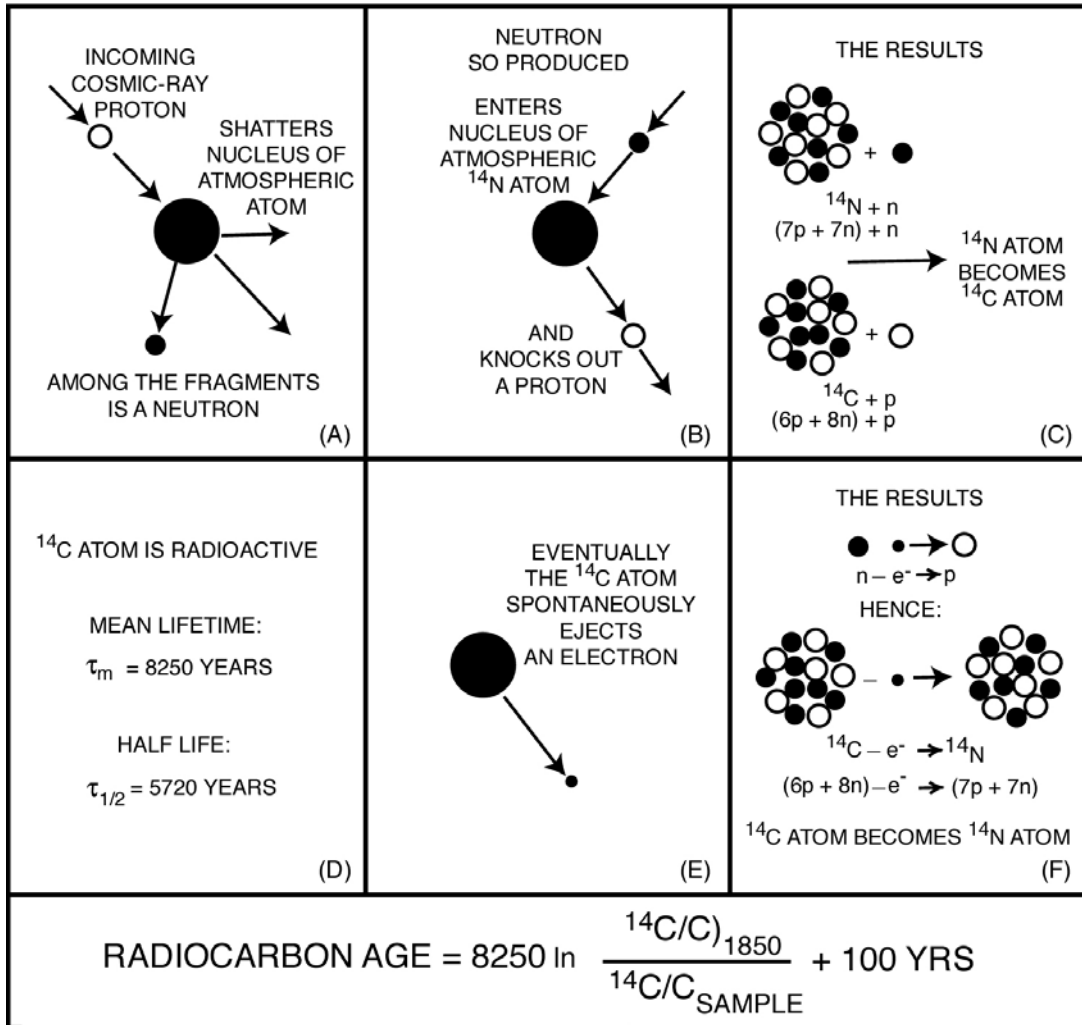 INCOMING
COSMIC-RAY
PROTON
SHATTERS
NUCLEUS OF
ATMOSPHERIC
ATOM
AMONG THE FRAGMENTS
IS A NEUTRON
(A)
NEUTRON
SO PRODUCED
ENTERS
NUCLEUS OF
ATMOSPHERIC
¹⁴N ATOM
AND
KNOCKS OUT
A PROTON
(B)
THE RESULTS
+
¹⁴N + n
(7p + 7n) + n
¹⁴N ATOM
BECOMES
¹⁴C ATOM
+
¹⁴C + p
(6p + 8n) + p
(C)
¹⁴C ATOM IS RADIOACTIVE
MEAN LIFETIME:
τm = 8250 YEARS
HALF LIFE:
τ1/2 = 5720 YEARS
(D)
EVENTUALLY
THE ¹⁴C ATOM
SPONTANEOUSLY
EJECTS
AN ELECTRON
(E)
THE RESULTS
n – e⁻ → p
HENCE:
–
¹⁴C – e⁻ → ¹⁴N
(6p + 8n) – e⁻ → (7p + 7n)
¹⁴C ATOM BECOMES ¹⁴N ATOM
(F)
RADIOCARBON AGE = 8250 ln ¹⁴C/C)1850 / ¹⁴C/CSAMPLE + 100 YRS